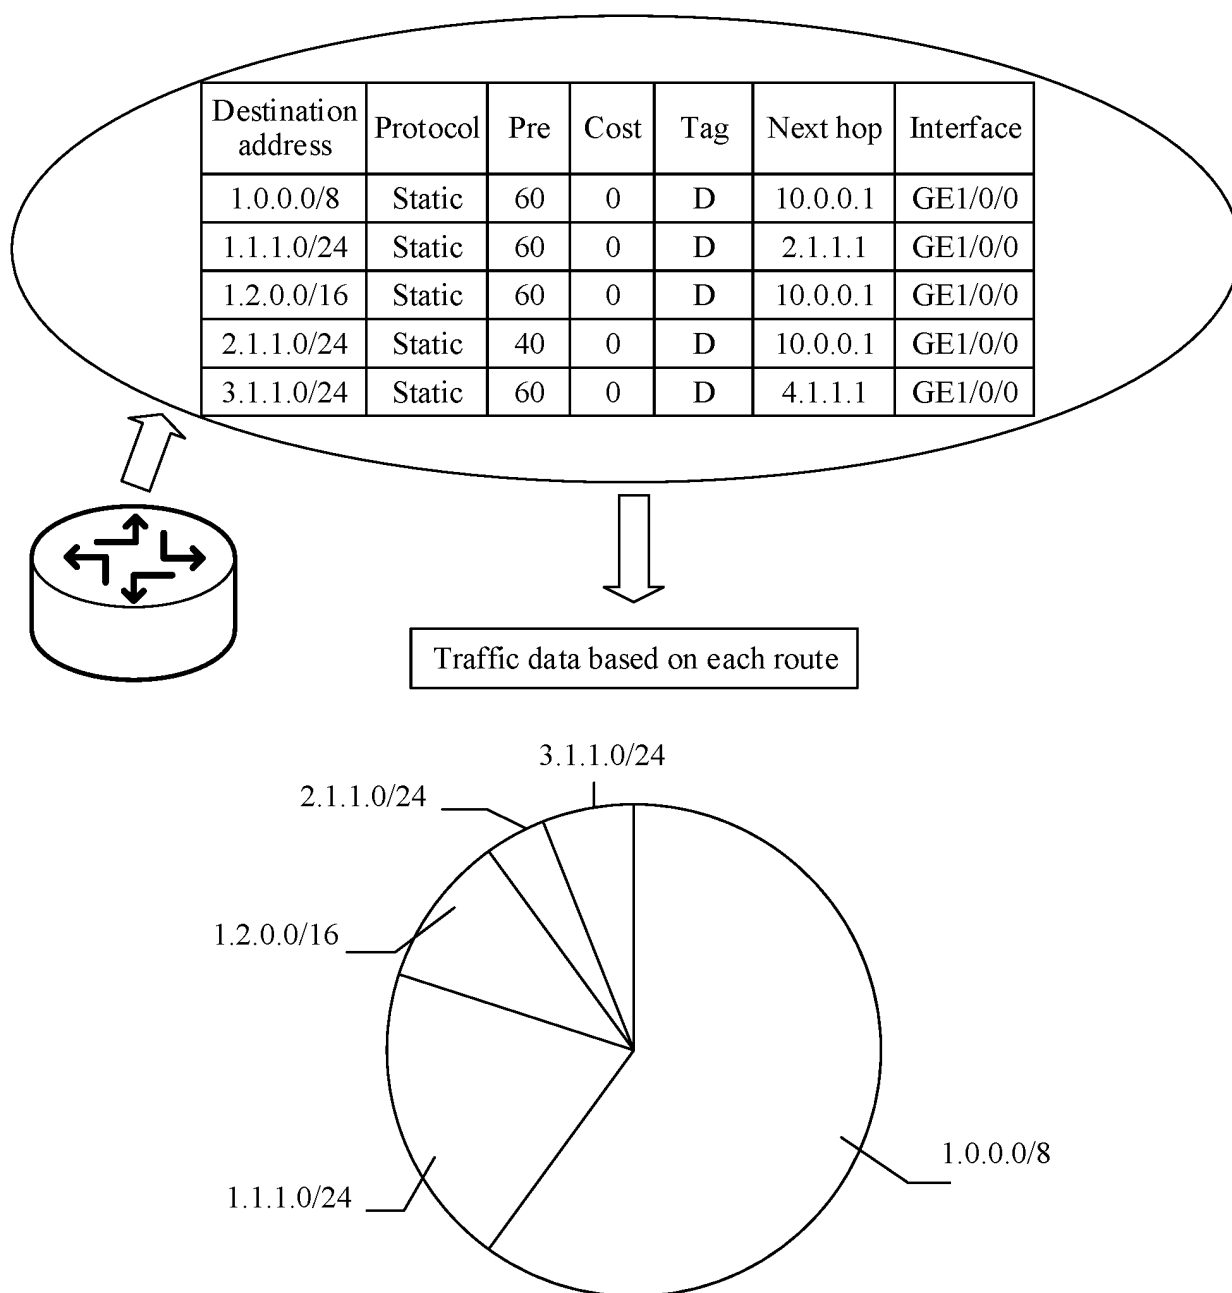 Destination address Protocol Pre Cost Tag Next hop Interface
1.0.0.0/8 Static 60 0 D 10.0.0.1 GE1/0/0
1.1.1.0/24 Static 60 0 D 2.1.1.1 GE1/0/0
1.2.0.0/16 Static 60 0 D 10.0.0.1 GE1/0/0
2.1.1.0/24 Static 40 0 D 10.0.0.1 GE1/0/0
3.1.1.0/24 Static 60 0 D 4.1.1.1 GE1/0/0
Traffic data based on each route
3.1.1.0/24
2.1.1.0/24
1.2.0.0/16
1.0.0.0/8
1.1.1.0/24